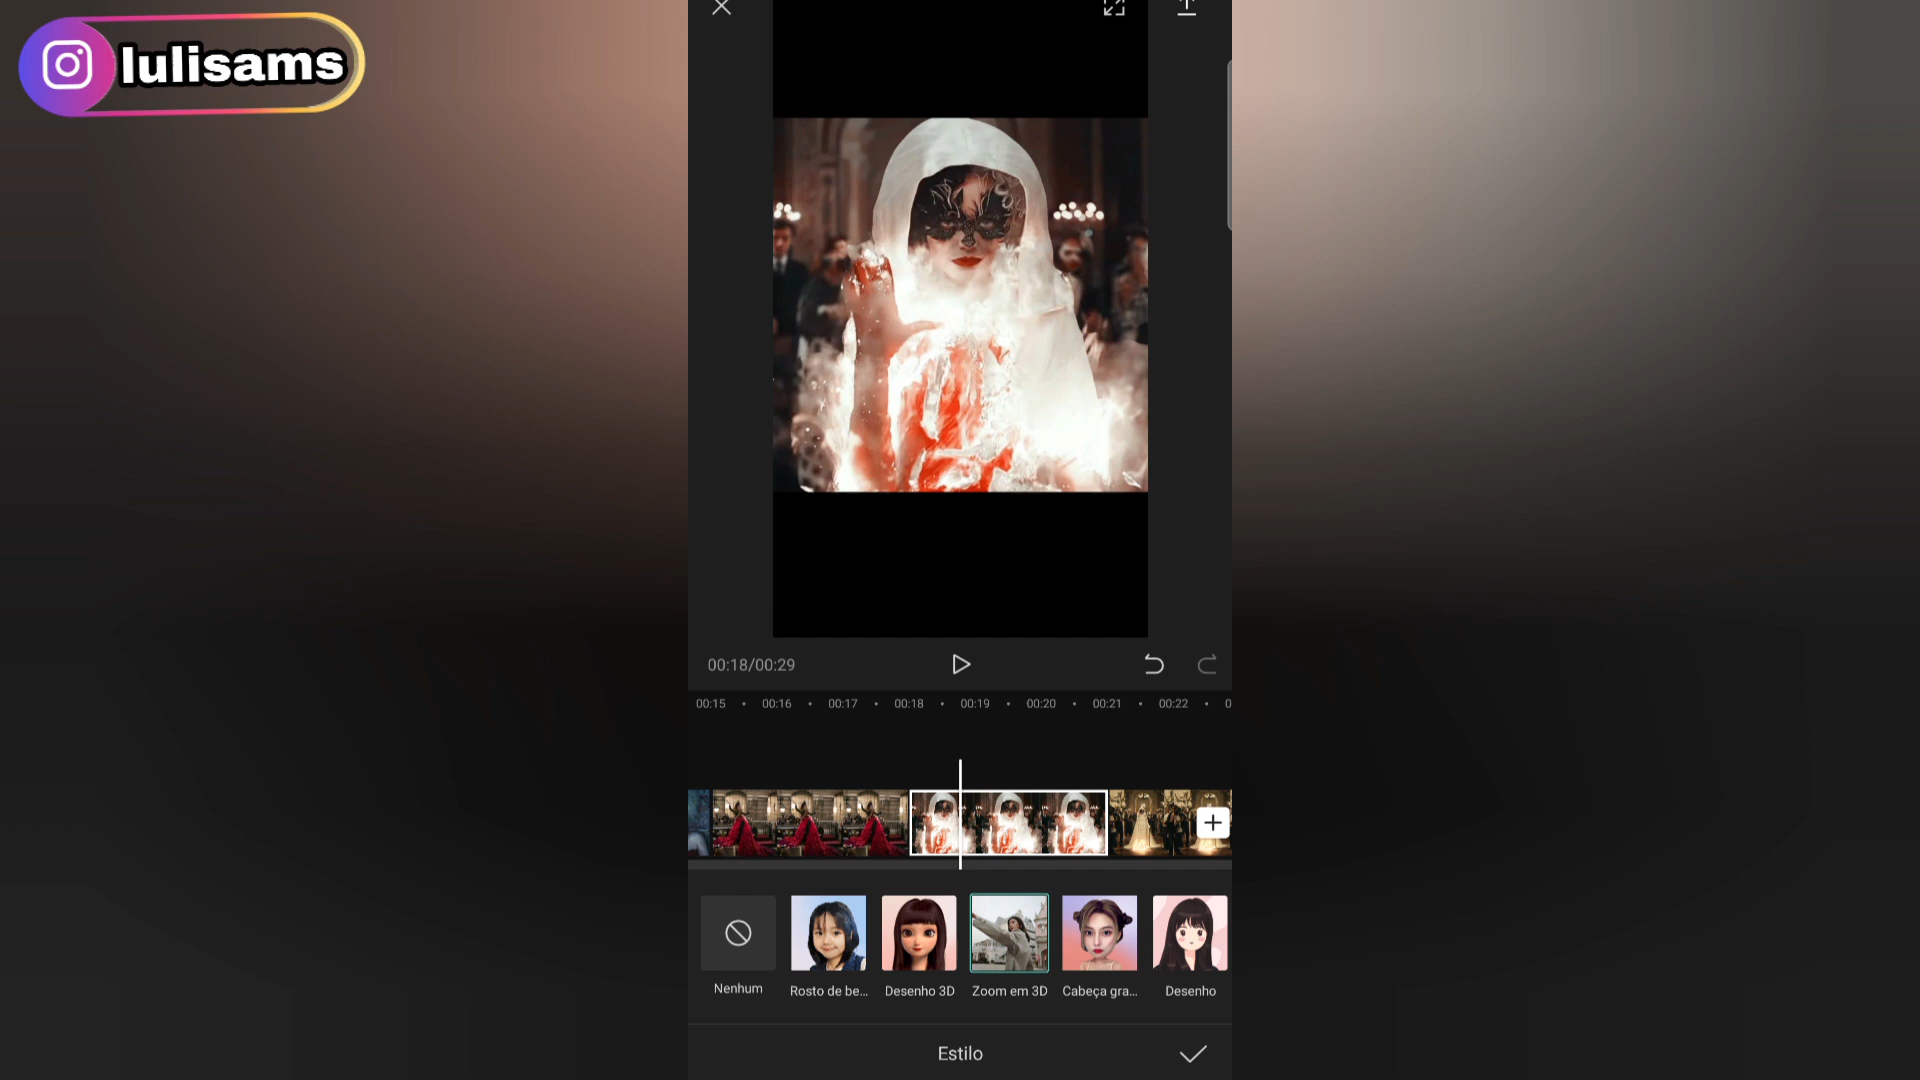 lulisams
00:18/00:29
00:15 00:16 00:17 00:18 00:19 00:20 00:21 00:22 0
Nenhum Rosto de be... Desenho 3D Zoom em 3D Cabeça gra... Desenho
Estilo